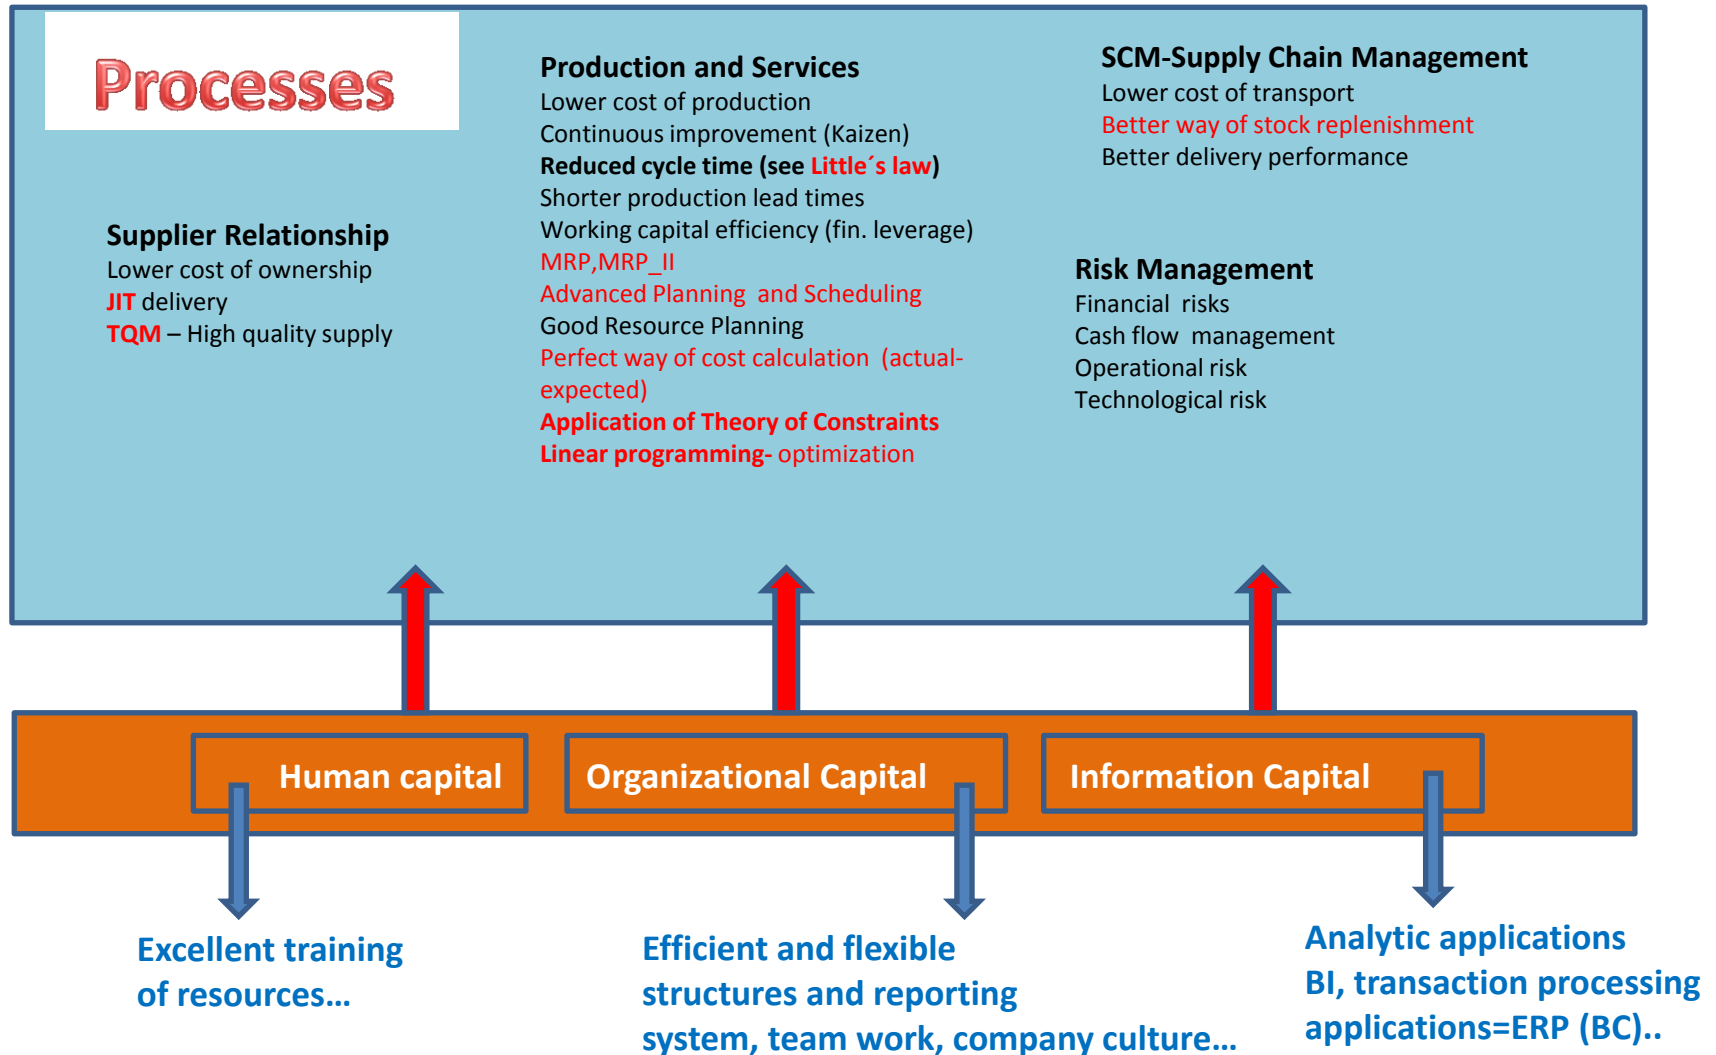 Processes
Supplier Relationship
Lower cost of ownership
JIT delivery
TQM – High quality supply
Production and Services
Lower cost of production
Continuous improvement (Kaizen)
Reduced cycle time (see Little´s law)
Shorter production lead times
Working capital efficiency (fin. leverage)
MRP,MRP_II
Advanced Planning  and Scheduling
Good Resource Planning
Perfect way of cost calculation  (actual-
expected)
Application of Theory of Constraints
Linear programming- optimization
SCM-Supply Chain Management
Lower cost of transport
Better way of stock replenishment
Better delivery performance
Risk Management
Financial  risks
Cash flow  management
Operational risk
Technological risk
Human capital
Organizational Capital
Information Capital
Excellent training
of resources…
Efficient and flexible
structures and reporting
system, team work, company culture…
Analytic applications
BI, transaction processing
applications=ERP (BC)..